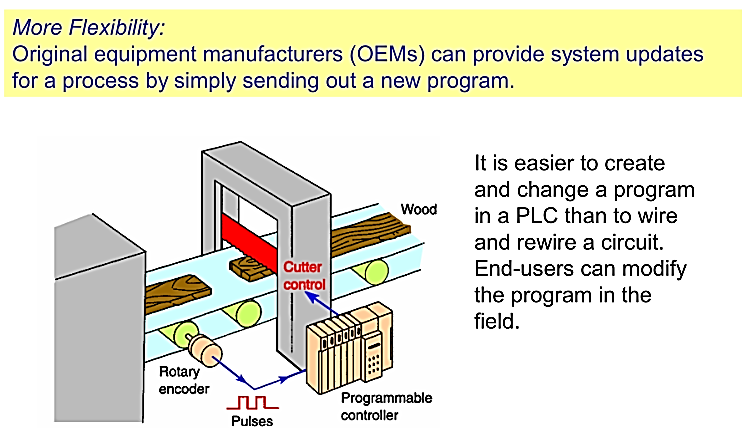 More Flexibility:
Original equipment manufacturers (OEMs) can provide system updates
for a process by simply sending out a new program.
It is easier to create
and change a program
in a PLC than to wire
and rewire a circuit.
End-users can modify
the program in the
field.
Wood
Cutter
control
Rotary
encoder
Pulses
Programmable
controller